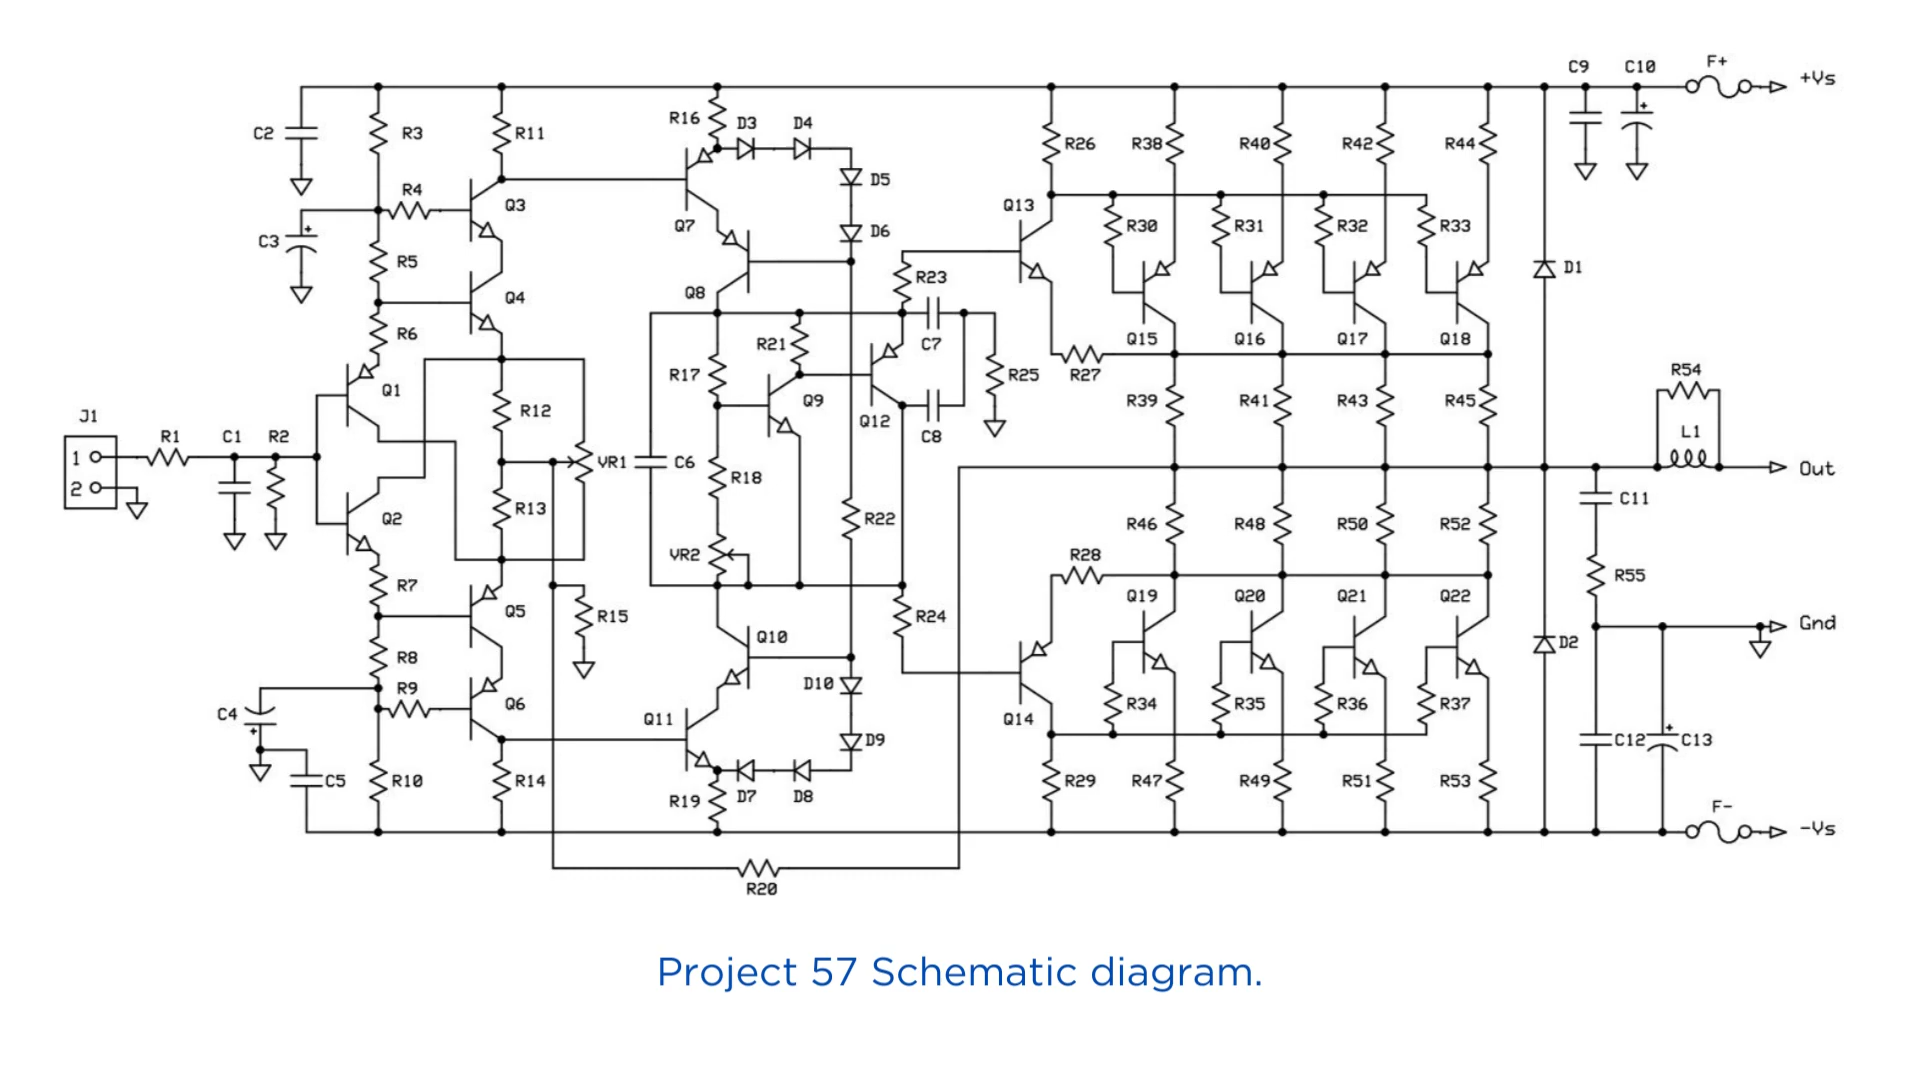 F+
C9 C10
+Vs
R16 D3 D4
C2 R3 R11
R26 R38 R40 R42 R44
D5
R4
Q3 Q13
Q7 D6 R30 R31 R32 R33
C3
R5
D1
R23
Q4 Q8
R6 R21 C7 Q15 Q16 Q17 Q18
R17 R25 R27 R54
Q1
Q9 R39 R41 R43 R45
J1 R12 Q12
R1 C1 R2 C8 L1
1 VR1 C6 Out
2 R18
C11
R13
Q2 R22 R46 R48 R50 R52
VR2 R28
R55
R7 Q19 Q20 Q21 Q22
Q5 R15 R24 Gnd
Q10
D2
R8
D10
R9
Q6 R34 R35 R36 R37
C4 Q11 Q14
D9 C12 C13
C5 R10 R14 R29 R47 R49 R51 R53
R19 D7 D8
F-
-Vs
R20
Project 57 Schematic diagram.